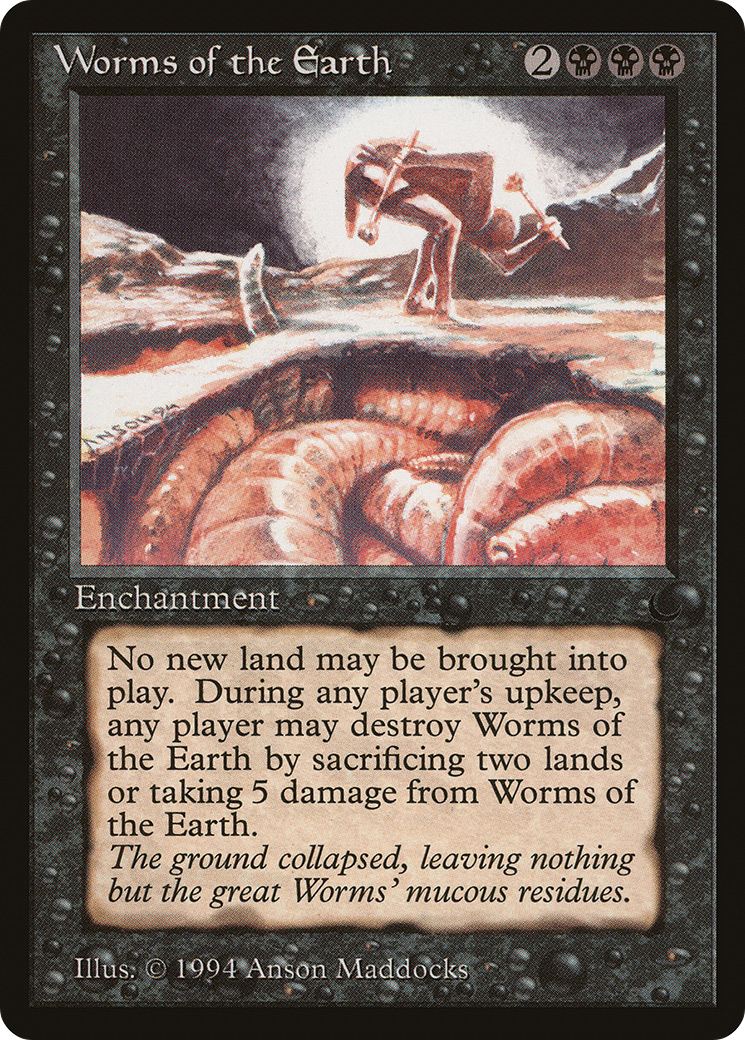 Worms of the Earth 2
ANSON 94
Enchantment
No new land may be brought into
play. During any player's upkeep,
any player may destroy Worms of
the Earth by sacrificing two lands
or taking 5 damage from Worms of
the Earth.
The ground collapsed, leaving nothing
but the great Worms' mucous residues.
Illus. © 1994 Anson Maddocks